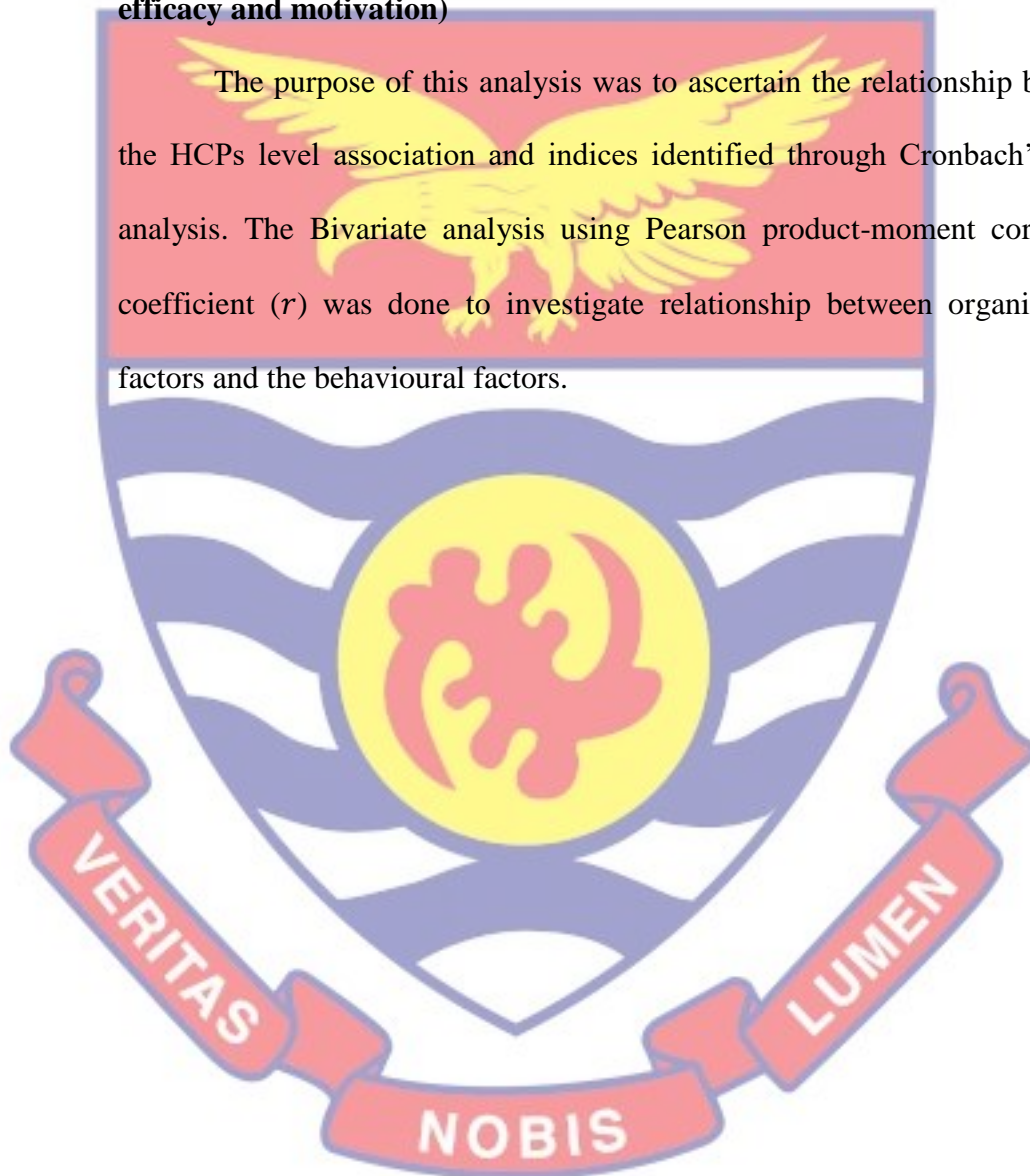 efficacy and motivation)
The purpose of this analysis was to ascertain the relationship b
the HCPs level association and indices identified through Cronbach’
analysis. The Bivariate analysis using Pearson product-moment cor
coefficient (r) was done to investigate relationship between organi
factors and the behavioural factors.
VERITAS
NOBIS
LUMEN